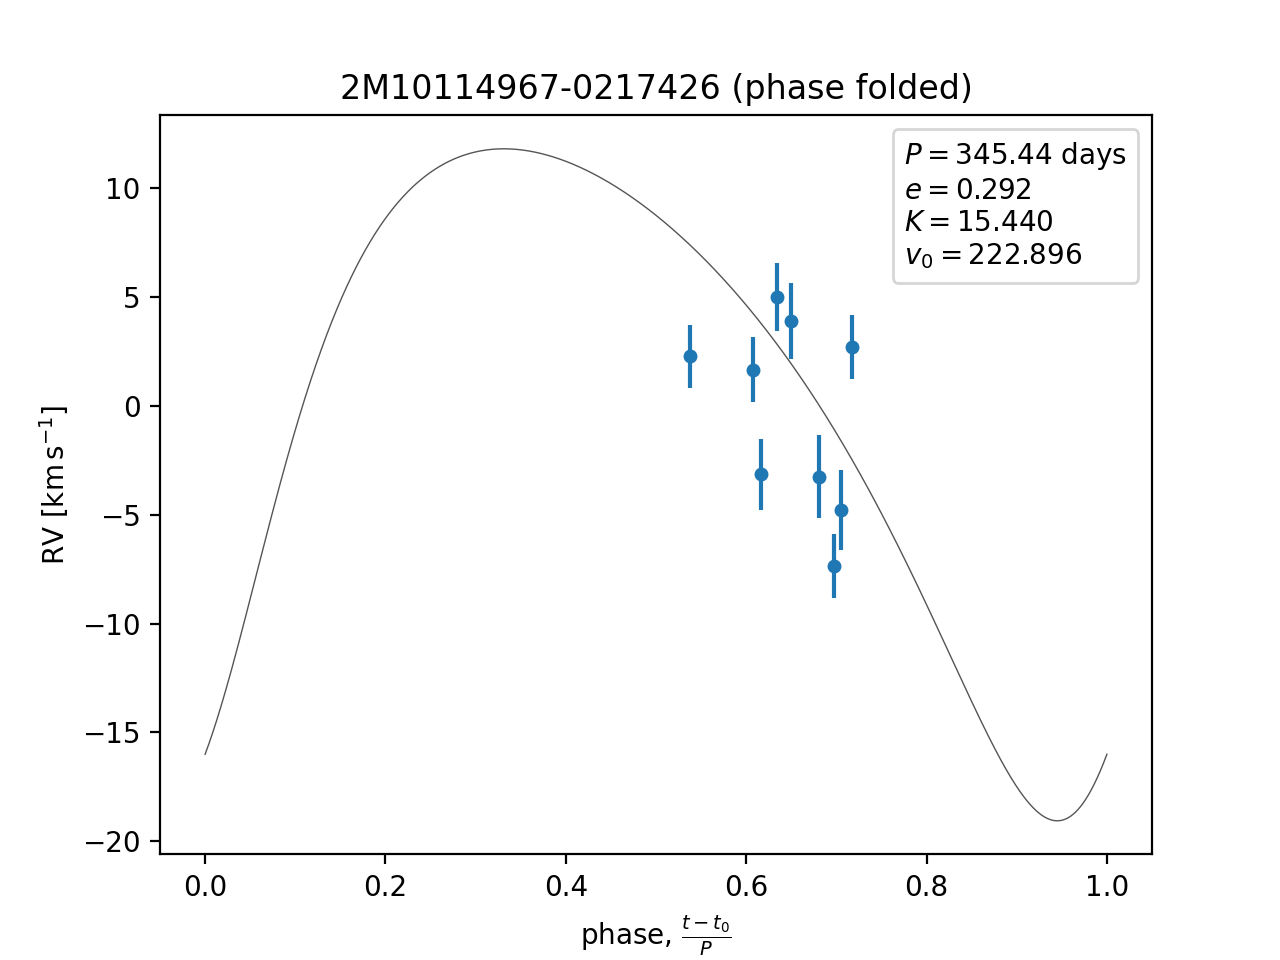 2M10114967-0217426 (phase folded)
P = 345.44 days
e = 0.292
K = 15.440
v₀ = 222.896
10
5
0
−5
−10
−15
−20
RV [km s⁻¹]
0.0 0.2 0.4 0.6 0.8 1.0
phase, (t − t₀)/P